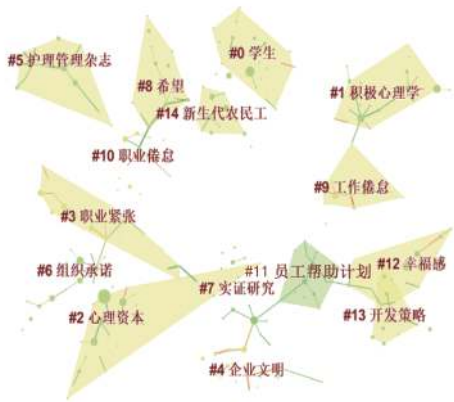 #0 学生
#5 护理管理杂志
#8 希望
#1 积极心理学
#14 新生代农民工
#10 职业倦怠
#9 工作倦怠
#3 职业紧张
#12 幸福感
#6 组织承诺
#11 员工帮助计划
#7 实证研究
#2 心理资本
#13 开发策略
#4 企业文明